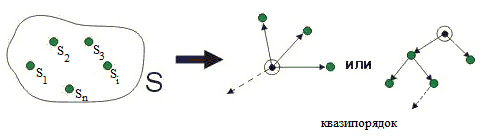 S2 S3
S1 Si
Sn
S
или
квазипорядок